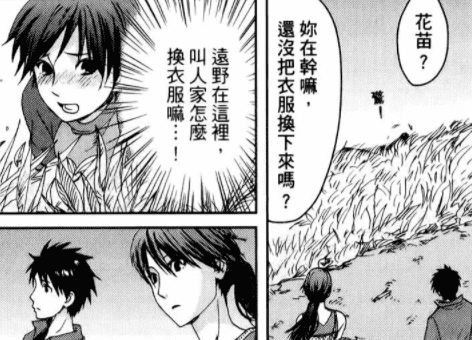 花苗？
妳在幹嘛，
還沒把衣服換下來嗎？
遠野在這裡，
叫人家怎麼
換衣服嘛…！